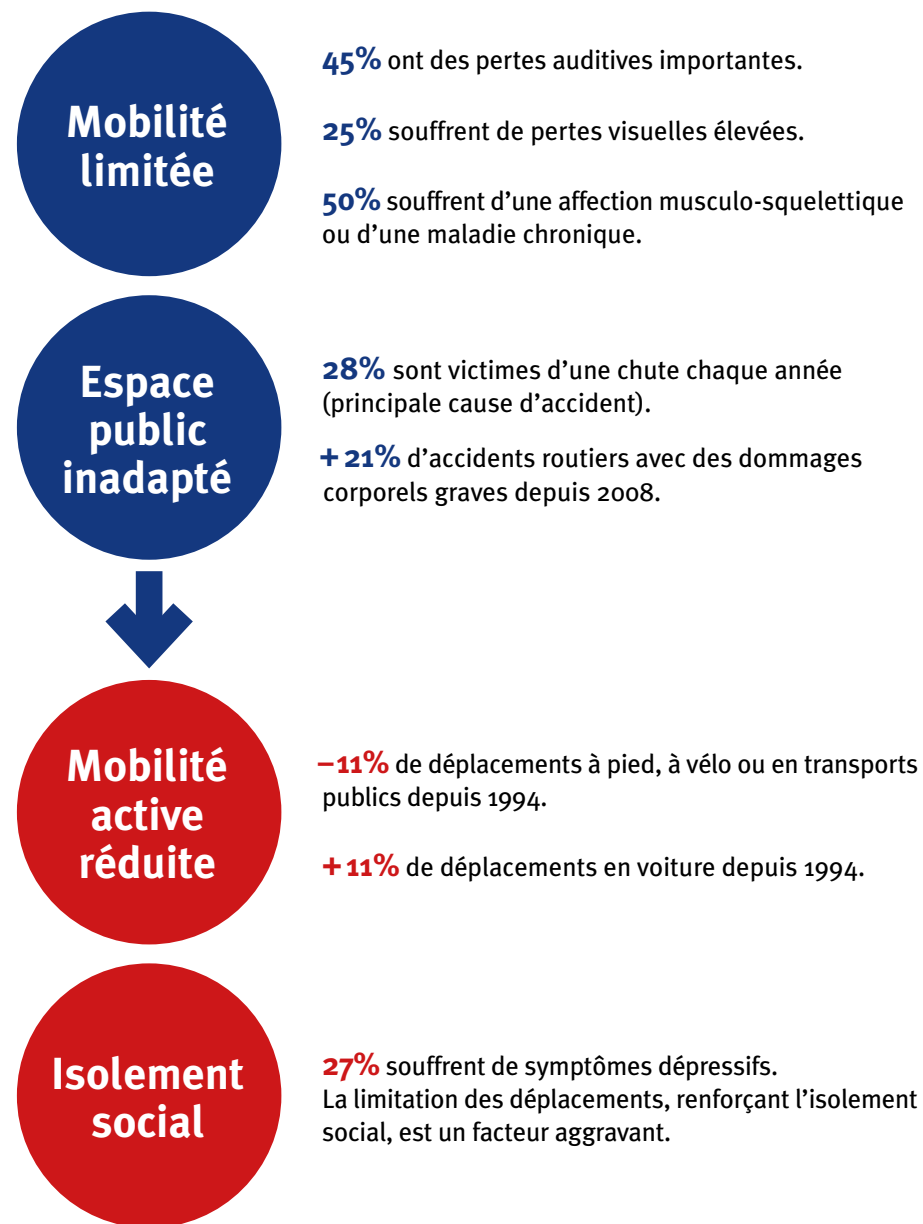 Mobilité
limitée
45% ont des pertes auditives importantes.
25% souffrent de pertes visuelles élevées.
50% souffrent d’une affection musculo-squelettique
ou d’une maladie chronique.
Espace
public
inadapté
28% sont victimes d’une chute chaque année
(principale cause d’accident).
+ 21% d’accidents routiers avec des dommages
corporels graves depuis 2008.
Mobilité
active
réduite
–11% de déplacements à pied, à vélo ou en transports
publics depuis 1994.
+ 11% de déplacements en voiture depuis 1994.
Isolement
social
27% souffrent de symptômes dépressifs.
La limitation des déplacements, renforçant l’isolement
social, est un facteur aggravant.